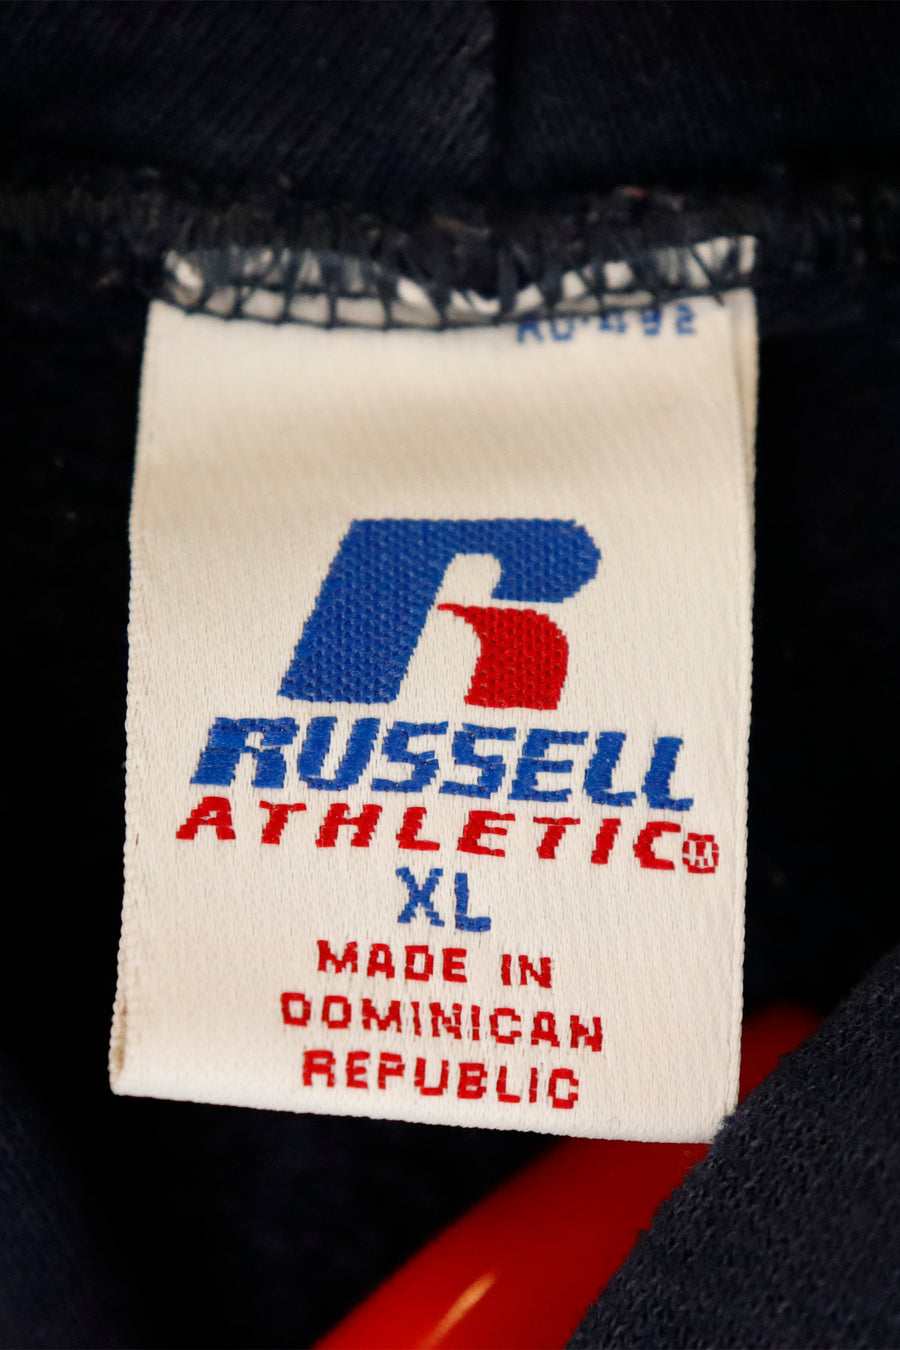 RUSSELL
ATHLETIC®
XL
MADE IN
DOMINICAN
REPUBLIC